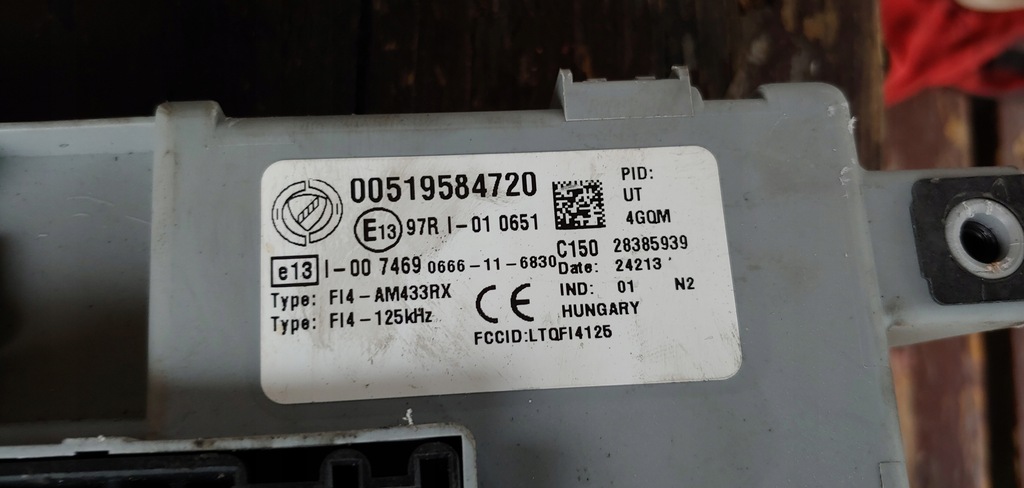 00519584720
E13 97R I-01 0651
e13 I-00 7469 0666-11-6830
Type: FI4-AM433RX
Type: FI4-125kHz
CE
FCCID:LTQFI4125
PID:
UT
4GQM
C150 28385939
Date: 24213
IND: 01 N2
HUNGARY